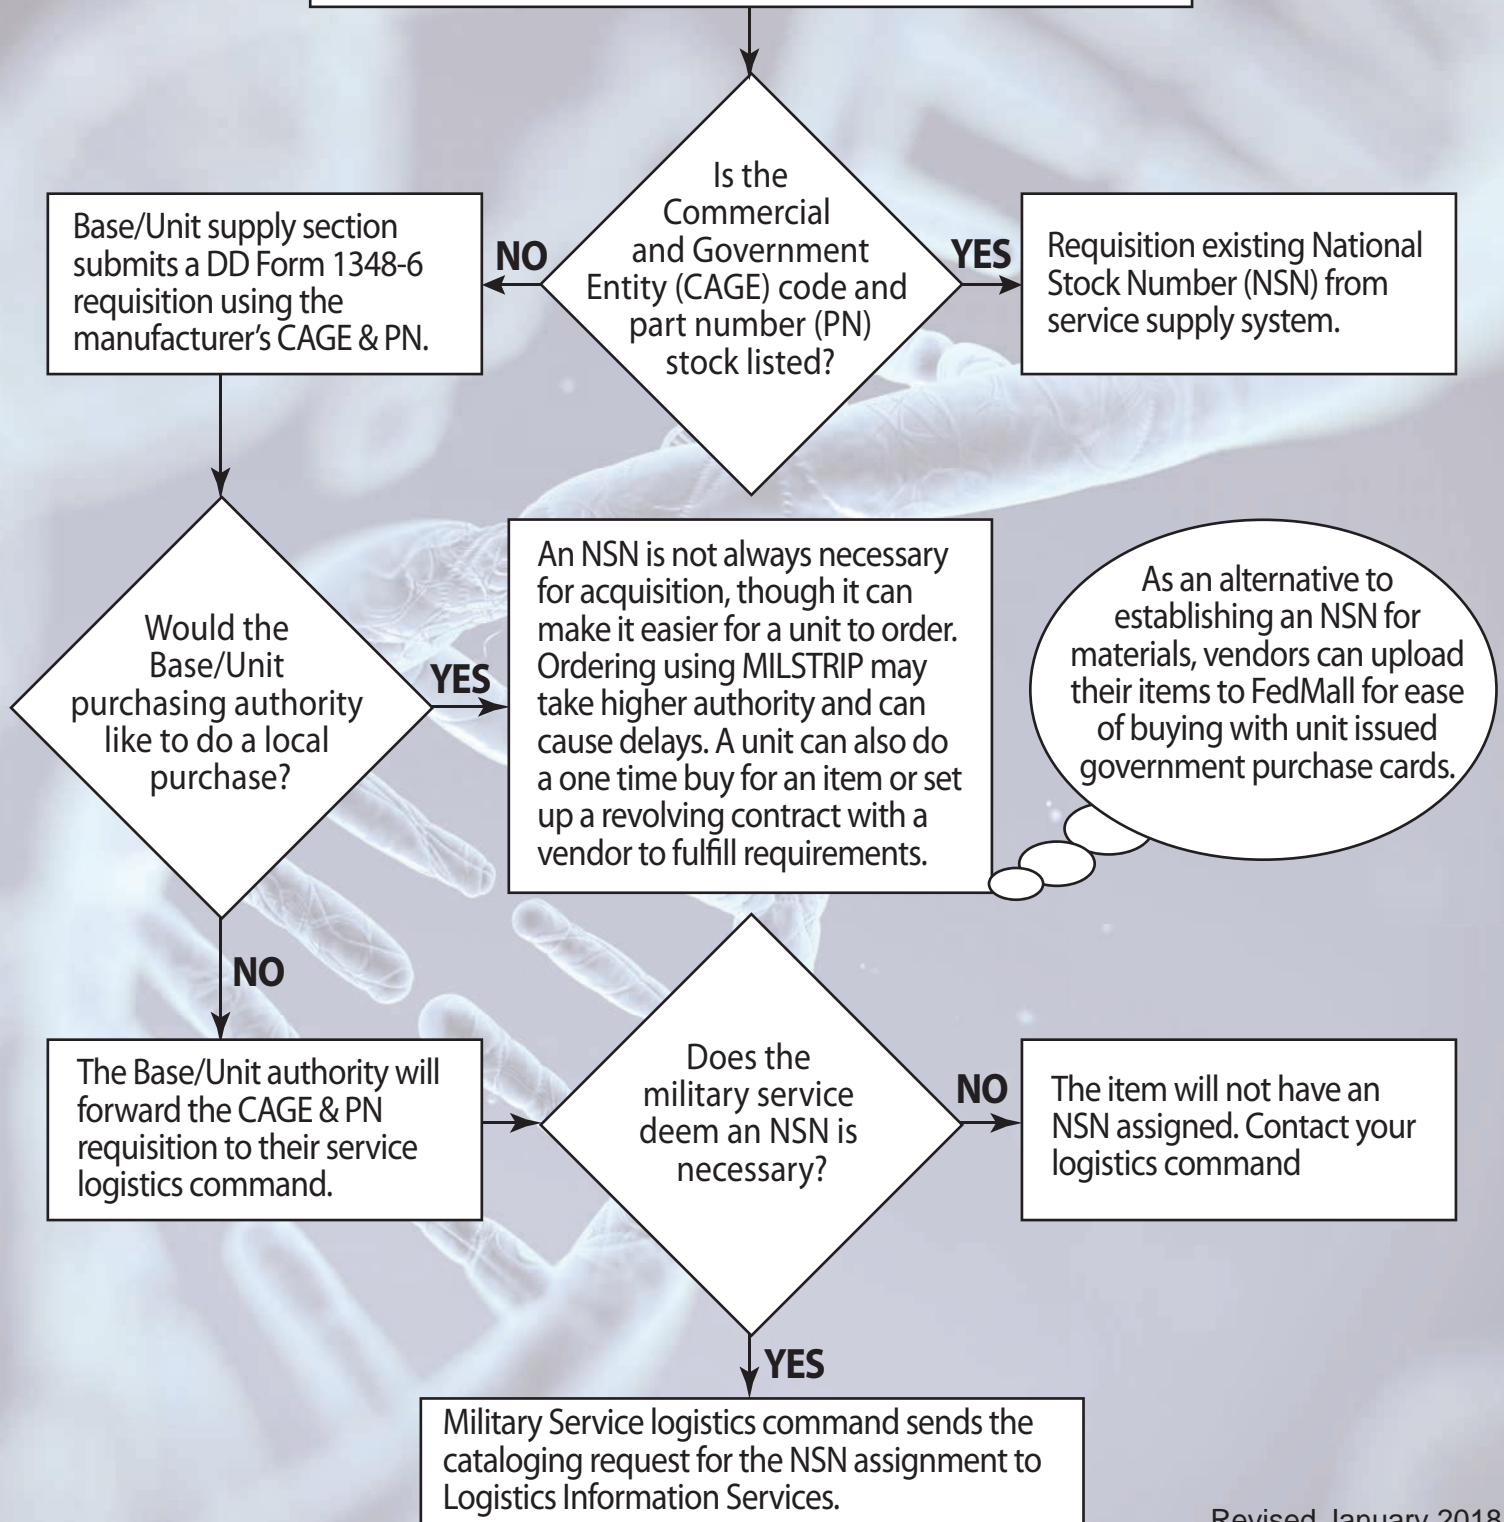 Is the
Commercial
and Government
Entity (CAGE) code and
part number (PN)
stock listed?
NO
YES
Base/Unit supply section
submits a DD Form 1348-6
requisition using the
manufacturer's CAGE & PN.
Requisition existing National
Stock Number (NSN) from
service supply system.
Would the
Base/Unit
purchasing authority
like to do a local
purchase?
YES
An NSN is not always necessary
for acquisition, though it can
make it easier for a unit to order.
Ordering using MILSTRIP may
take higher authority and can
cause delays. A unit can also do
a one time buy for an item or set
up a revolving contract with a
vendor to fulfill requirements.
As an alternative to
establishing an NSN for
materials, vendors can upload
their items to FedMall for ease
of buying with unit issued
government purchase cards.
NO
The Base/Unit authority will
forward the CAGE & PN
requisition to their service
logistics command.
Does the
military service
deem an NSN is
necessary?
NO
The item will not have an
NSN assigned. Contact your
logistics command
YES
Military Service logistics command sends the
cataloging request for the NSN assignment to
Logistics Information Services.
Revised January 2018